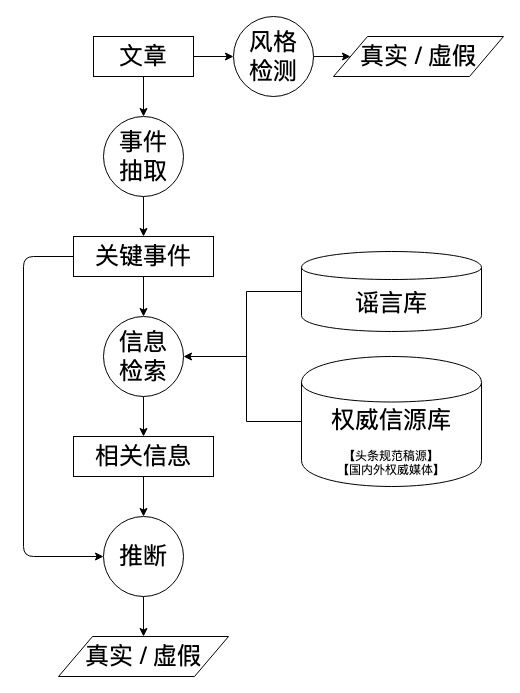 文章
风格
检测
真实 / 虚假
事件
抽取
关键事件
信息
检索
谣言库
权威信源库
【头条规范稿源】
【国内外权威媒体】
相关信息
推断
真实 / 虚假